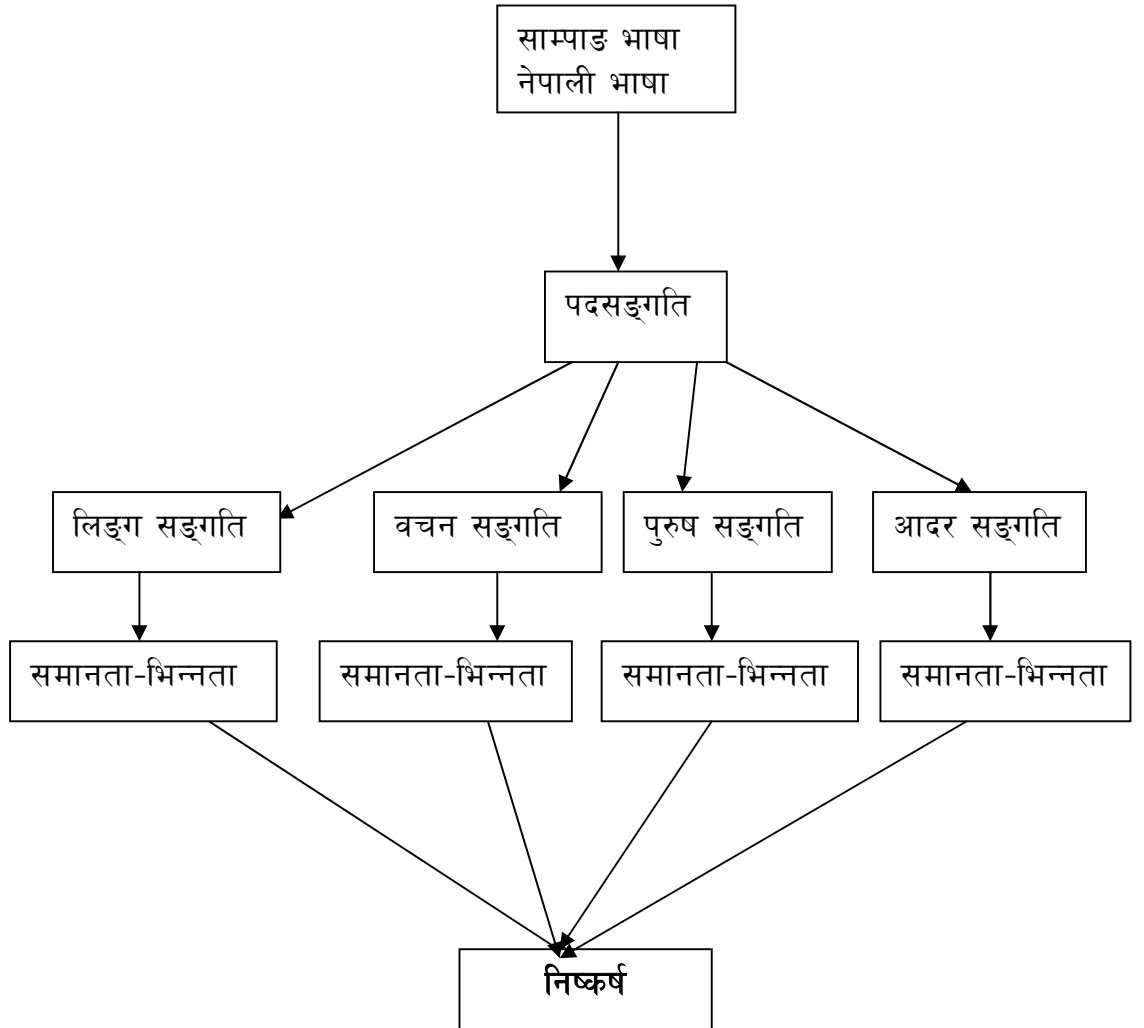 साम्पाङ भाषा
नेपाली भाषा
पदसङ्गति
लिङ्ग सङ्गति
वचन सङ्गति
पुरुष सङ्गति
आदर सङ्गति
समानता-भिन्नता
समानता-भिन्नता
समानता-भिन्नता
समानता-भिन्नता
निष्कर्ष